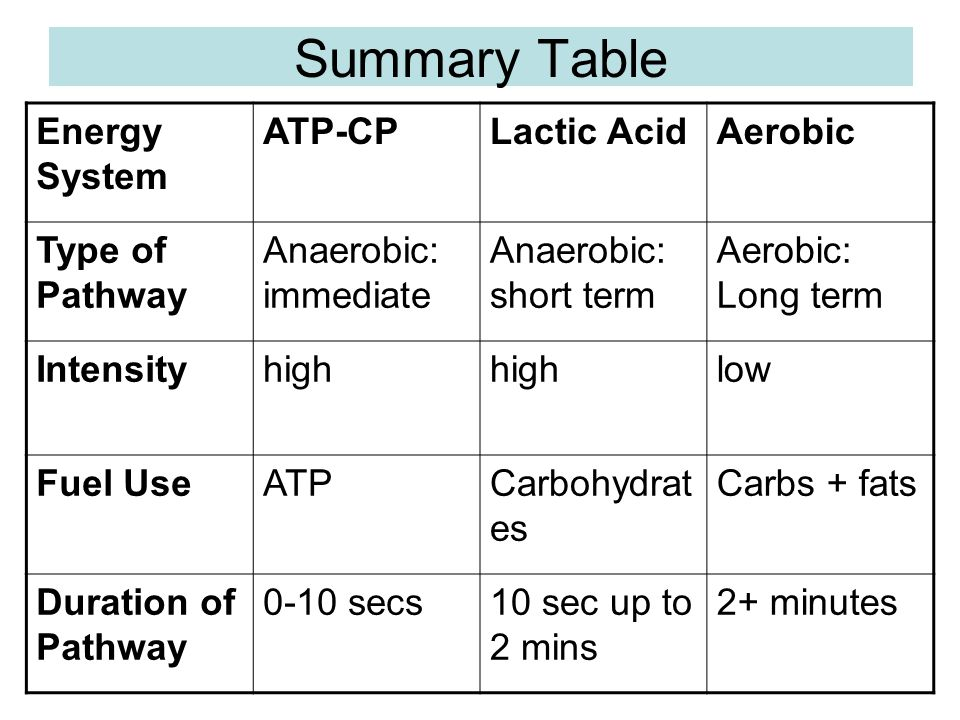 Summary Table
Energy System
ATP-CP
Lactic Acid
Aerobic
Type of Pathway
Anaerobic: immediate
Anaerobic: short term
Aerobic: Long term
Intensity
high
high
low
Fuel Use
ATP
Carbohydrat
es
Carbs + fats
Duration of Pathway
0-10 secs
10 sec up to 2 mins
2+ minutes